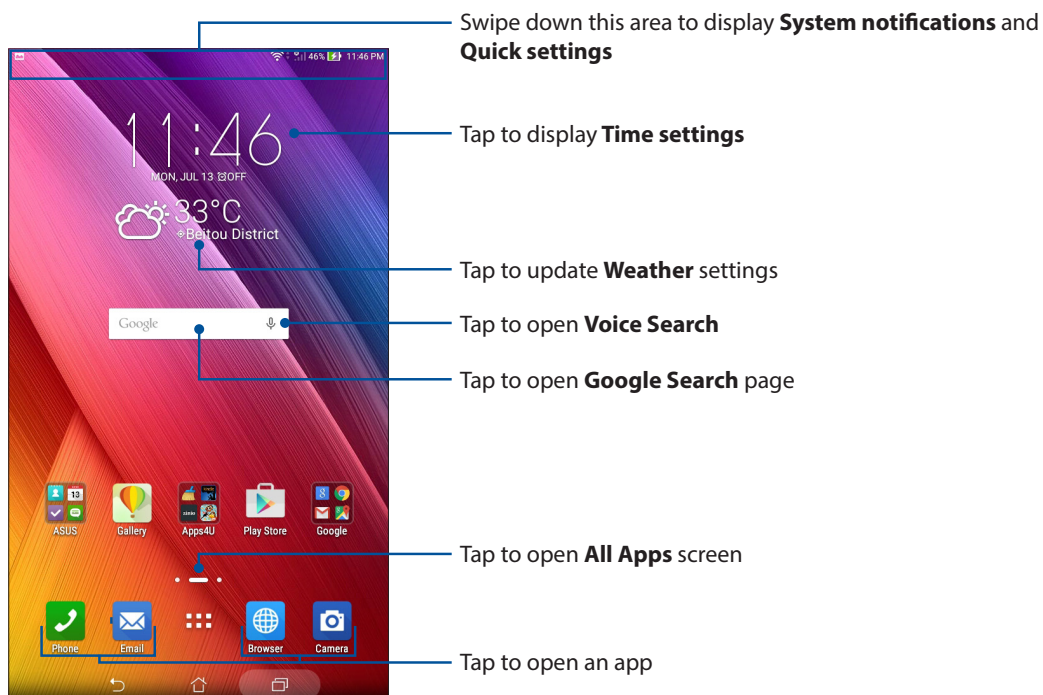 Swipe down this area to display System notifications and
Quick settings
46% 11:46 PM
11:46
Tap to display Time settings
MON, JUL 13 OFF
33°C
Beitou District
Tap to update Weather settings
Google
Tap to open Voice Search
Tap to open Google Search page
13
8
ASUS Gallery Apps4U Play Store Google
Tap to open All Apps screen
Phone Email Browser Camera
Tap to open an app